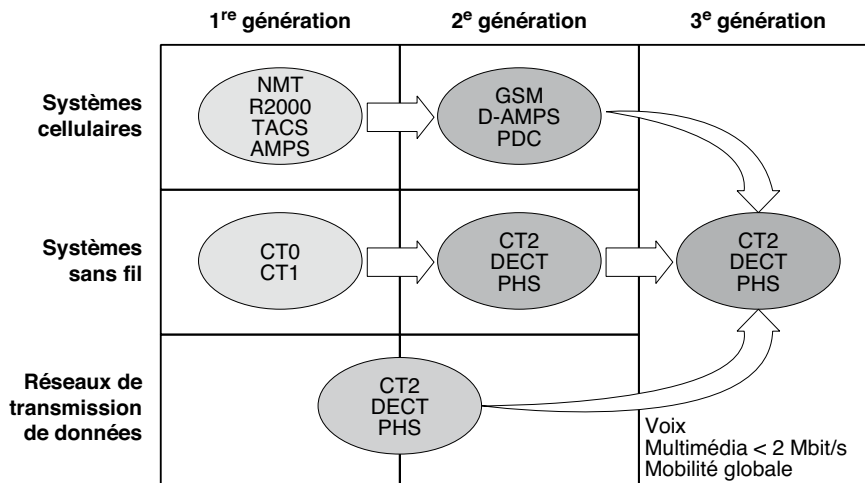 1re génération
2e génération
3e génération
Systèmes
cellulaires
NMT
R2000
TACS
AMPS
GSM
D-AMPS
PDC
Systèmes
sans fil
CT0
CT1
CT2
DECT
PHS
CT2
DECT
PHS
Réseaux de
transmission
de données
CT2
DECT
PHS
Voix
Multimédia < 2 Mbit/s
Mobilité globale